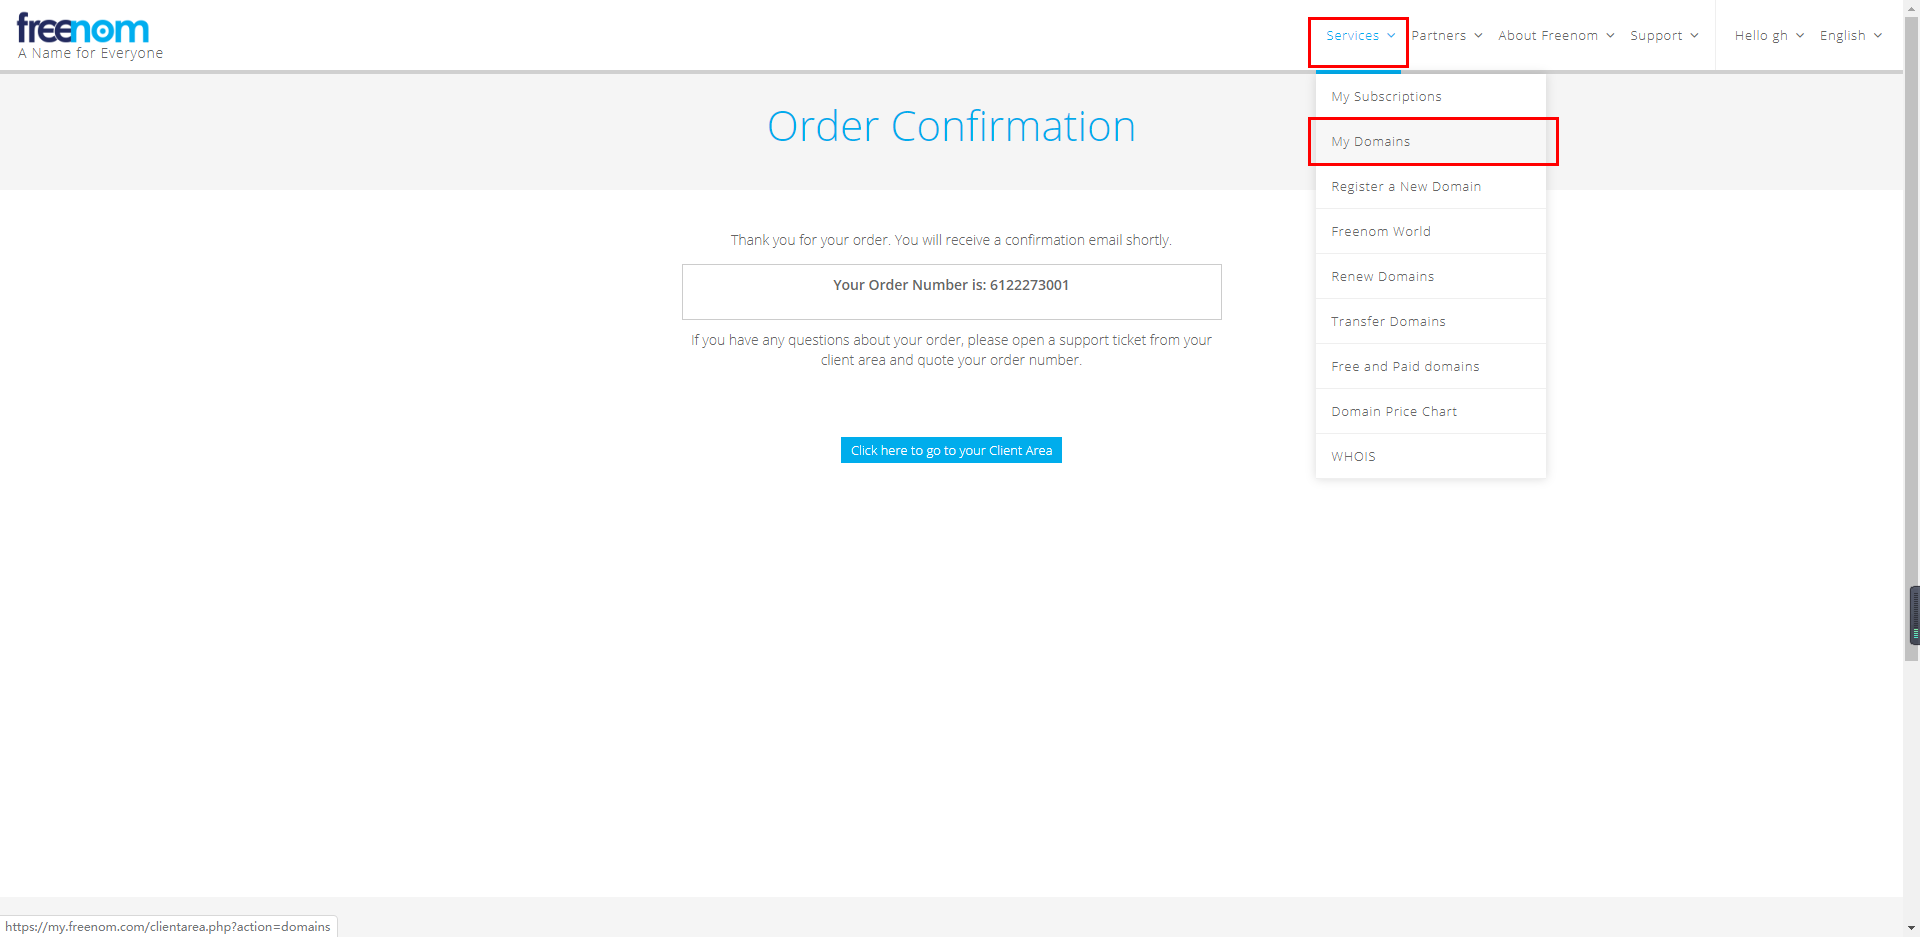 freenom
A Name for Everyone
Services Partners About Freenom Support Hello gh English
My Subscriptions
My Domains
Register a New Domain
Freenom World
Renew Domains
Transfer Domains
Free and Paid domains
Domain Price Chart
WHOIS
Order Confirmation
Thank you for your order. You will receive a confirmation email shortly.
Your Order Number is: 6122273001
If you have any questions about your order, please open a support ticket from your
client area and quote your order number.
Click here to go to your Client Area
https://my.freenom.com/clientarea.php?action=domains